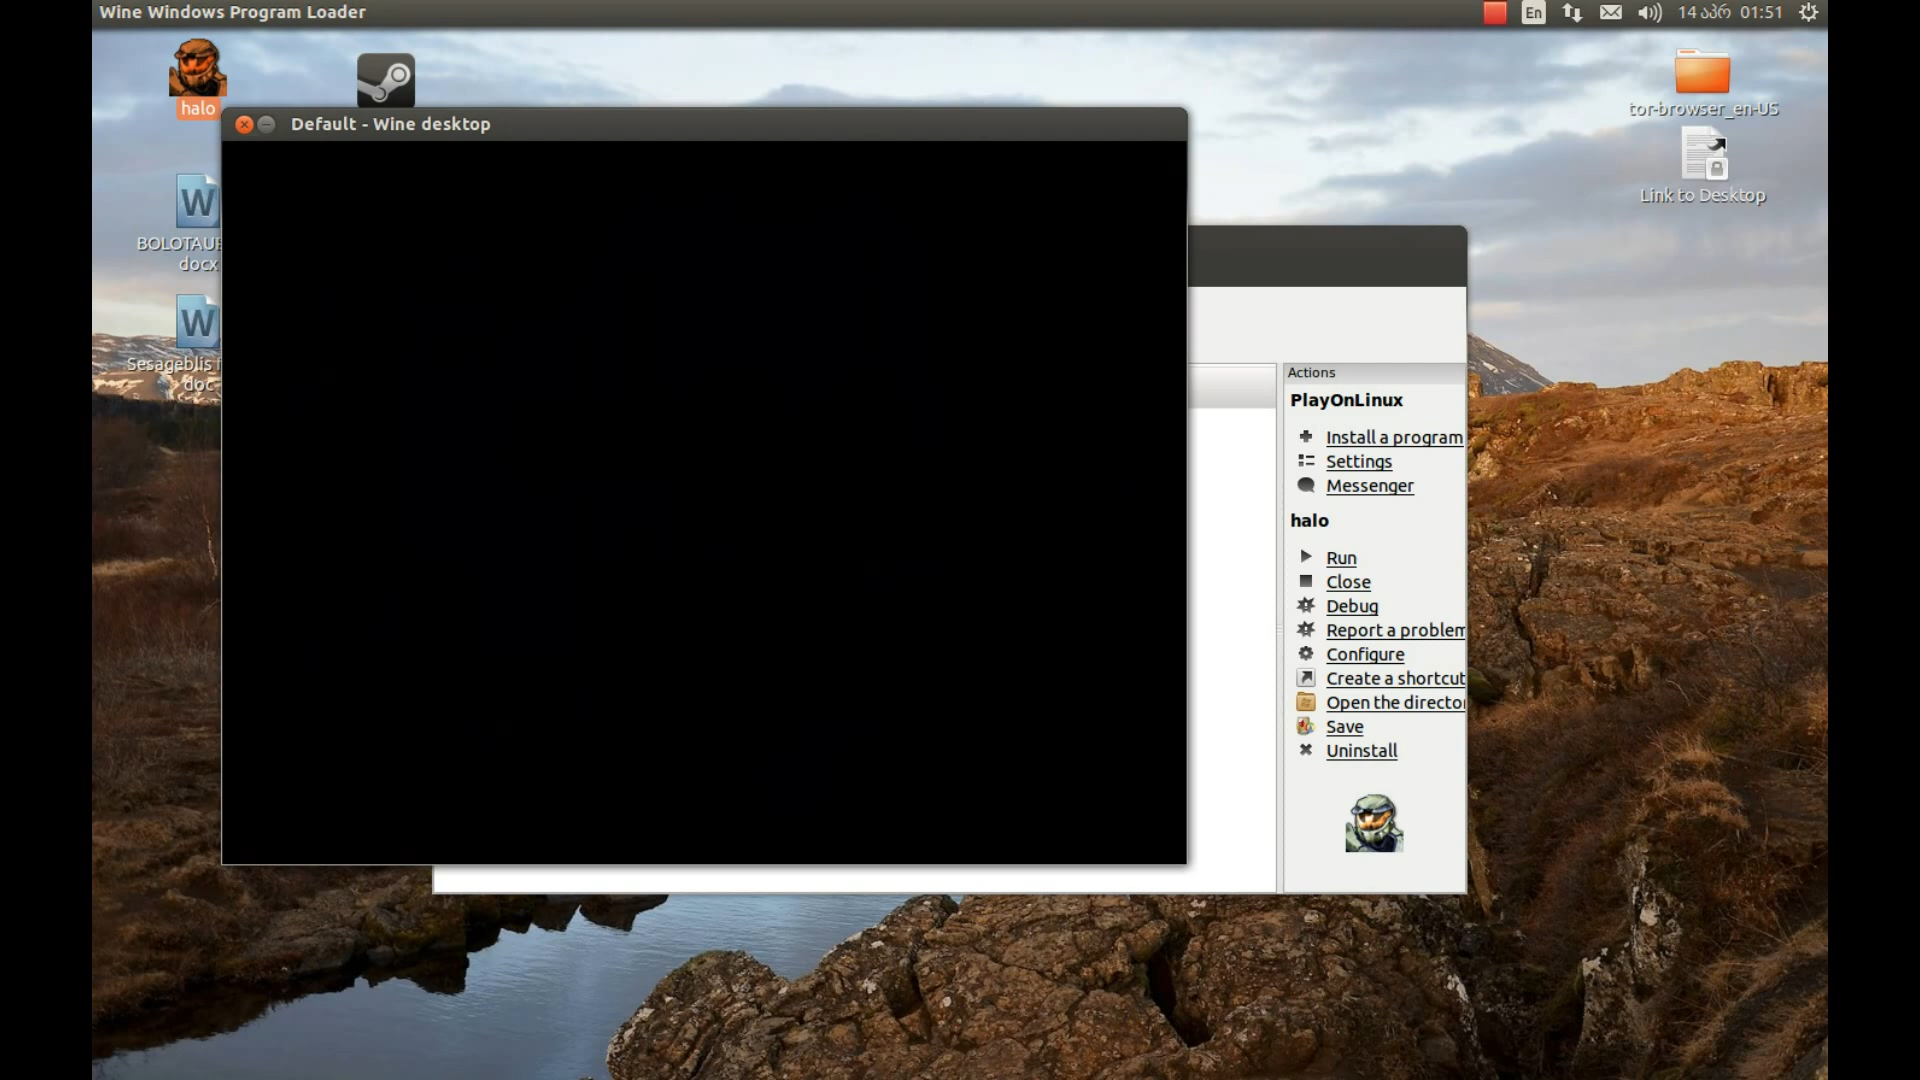 Wine Windows Program Loader
En
14 აპრ 01:51
halo
tor-browser_en-US
Link to Desktop
Default - Wine desktop
W
BOLOTAU
docx
W
Sesageblis
doc
Actions
PlayOnLinux
Install a program
Settings
Messenger
halo
Run
Close
Debug
Report a problem
Configure
Create a shortcut
Open the director
Save
Uninstall